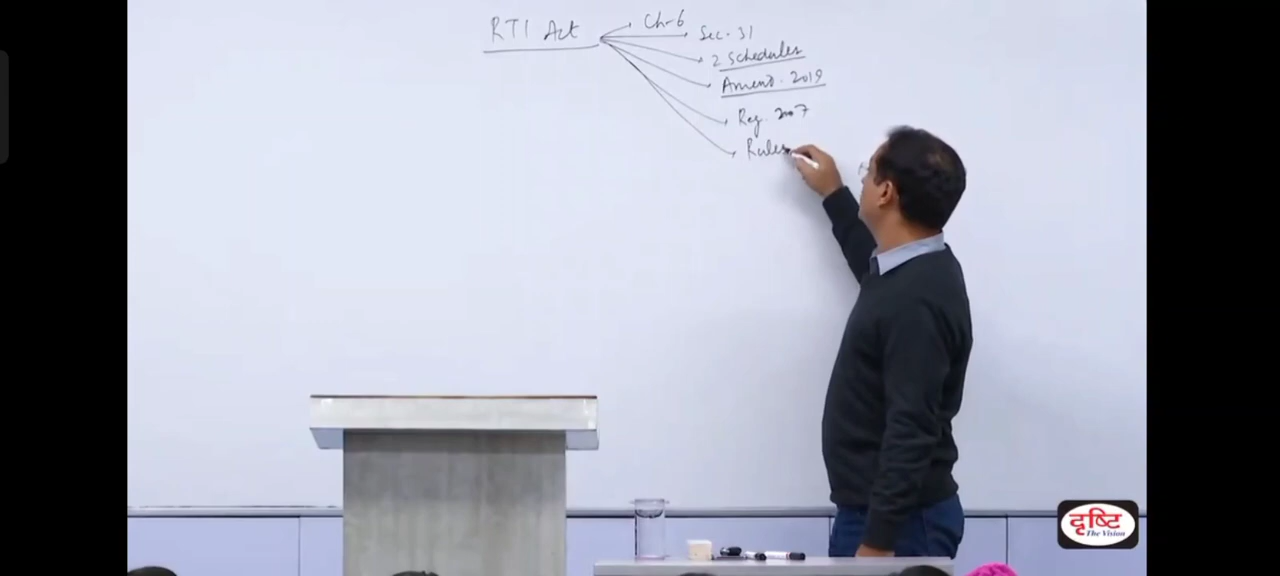 RTI Act
Ch-6
Sec. 31
2 Schedules
Amend. 2019
Reg. 2007
Rules
दृष्टि
The Vision